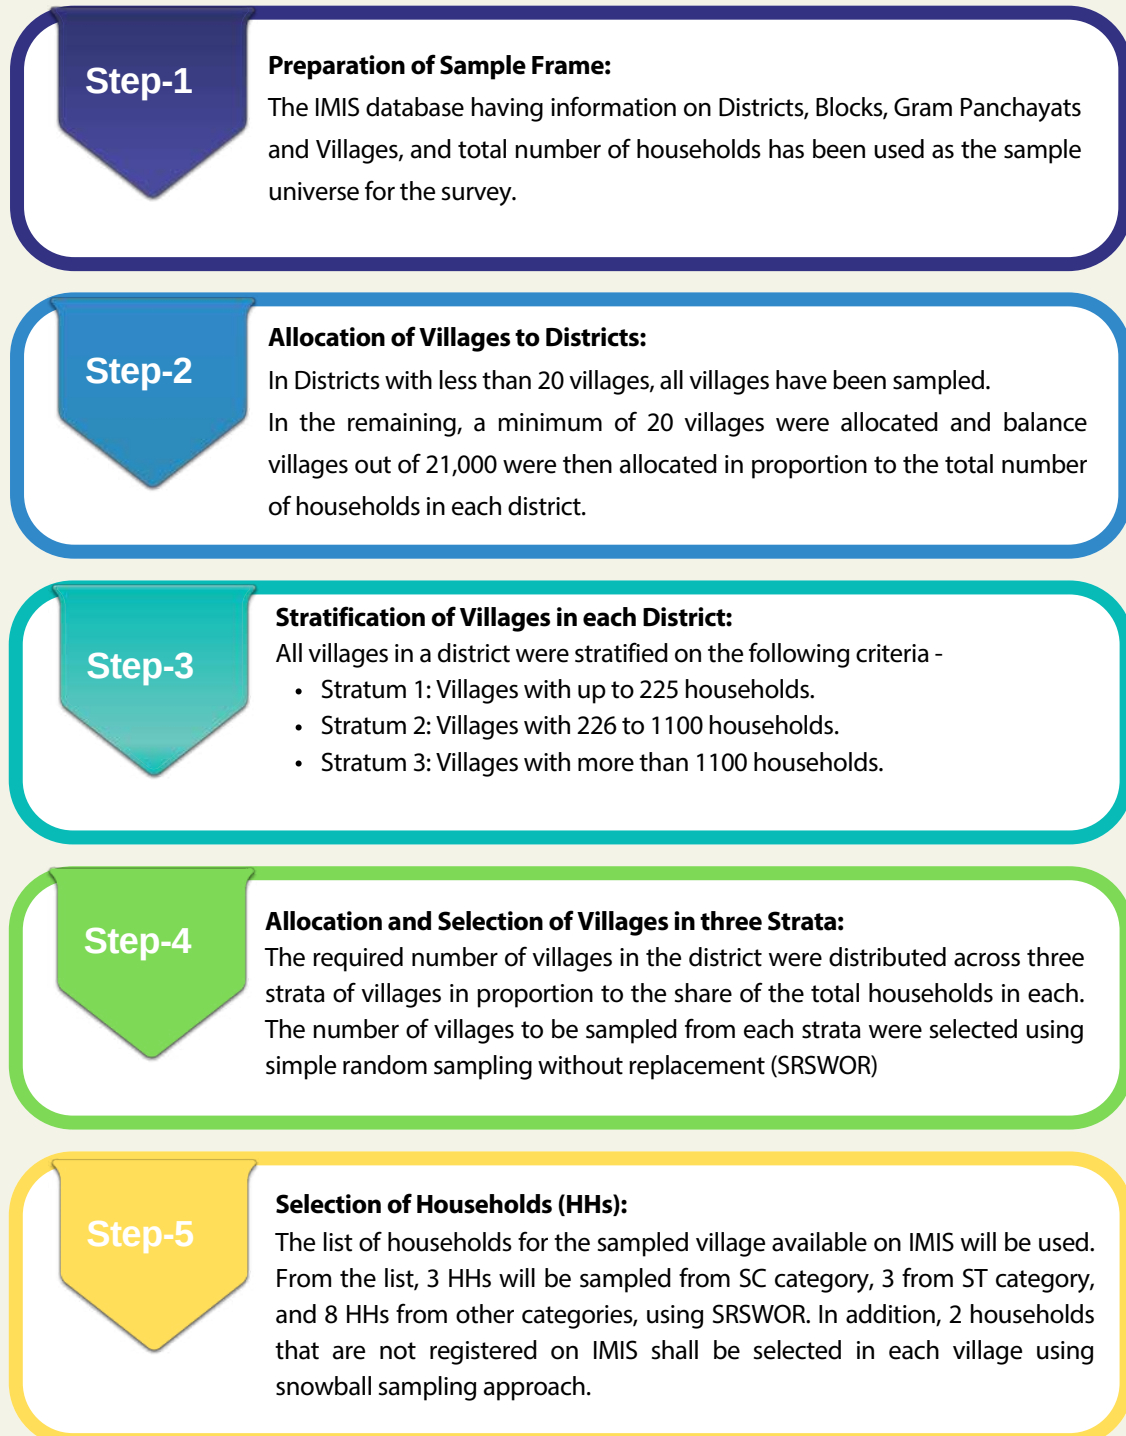 Step-1
Preparation of Sample Frame:
The IMIS database having information on Districts, Blocks, Gram Panchayats
and Villages, and total number of households has been used as the sample
universe for the survey.
Step-2
Allocation of Villages to Districts:
In Districts with less than 20 villages, all villages have been sampled.
In the remaining, a minimum of 20 villages were allocated and balance
villages out of 21,000 were then allocated in proportion to the total number
of households in each district.
Step-3
Stratification of Villages in each District:
All villages in a district were stratified on the following criteria -
• Stratum 1: Villages with up to 225 households.
• Stratum 2: Villages with 226 to 1100 households.
• Stratum 3: Villages with more than 1100 households.
Step-4
Allocation and Selection of Villages in three Strata:
The required number of villages in the district were distributed across three
strata of villages in proportion to the share of the total households in each.
The number of villages to be sampled from each strata were selected using
simple random sampling without replacement (SRSWOR)
Step-5
Selection of Households (HHs):
The list of households for the sampled village available on IMIS will be used.
From the list, 3 HHs will be sampled from SC category, 3 from ST category,
and 8 HHs from other categories, using SRSWOR. In addition, 2 households
that are not registered on IMIS shall be selected in each village using
snowball sampling approach.